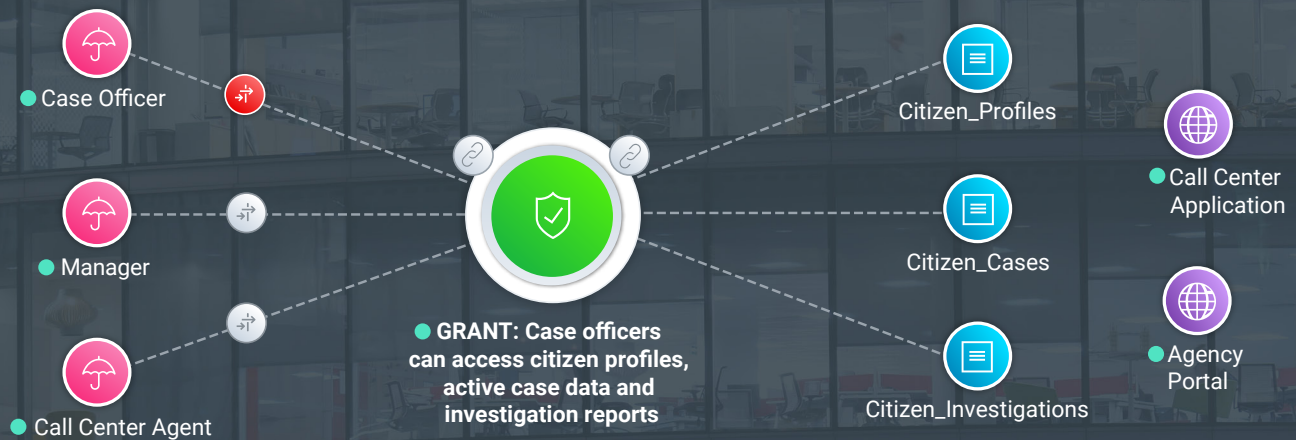 Case Officer
Manager
Call Center Agent
GRANT: Case officers
can access citizen profiles,
active case data and
investigation reports
Citizen_Profiles
Citizen_Cases
Citizen_Investigations
Call Center
Application
Agency
Portal